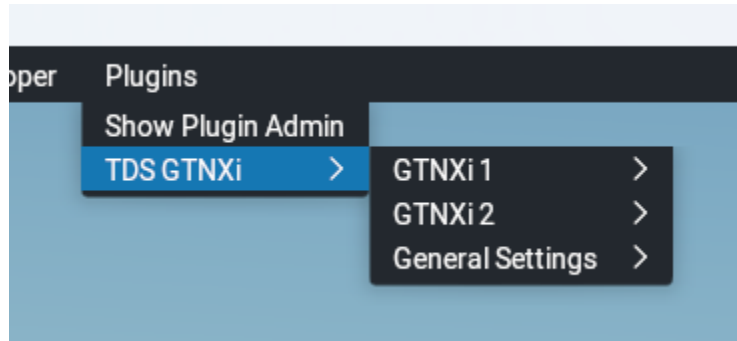 Plugins
Show Plugin Admin
TDS GTNXi
GTNXi 1
GTNXi 2
General Settings